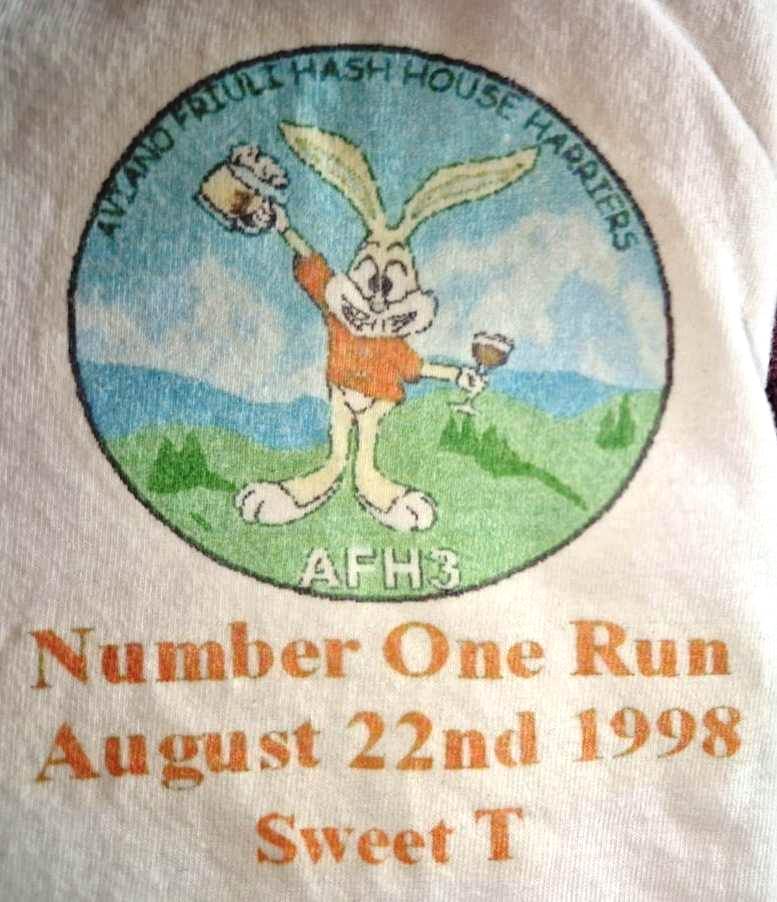 AVIANO FRIULI HASH HOUSE HARRIERS
AFH3
Number One Run
August 22nd 1998
Sweet T